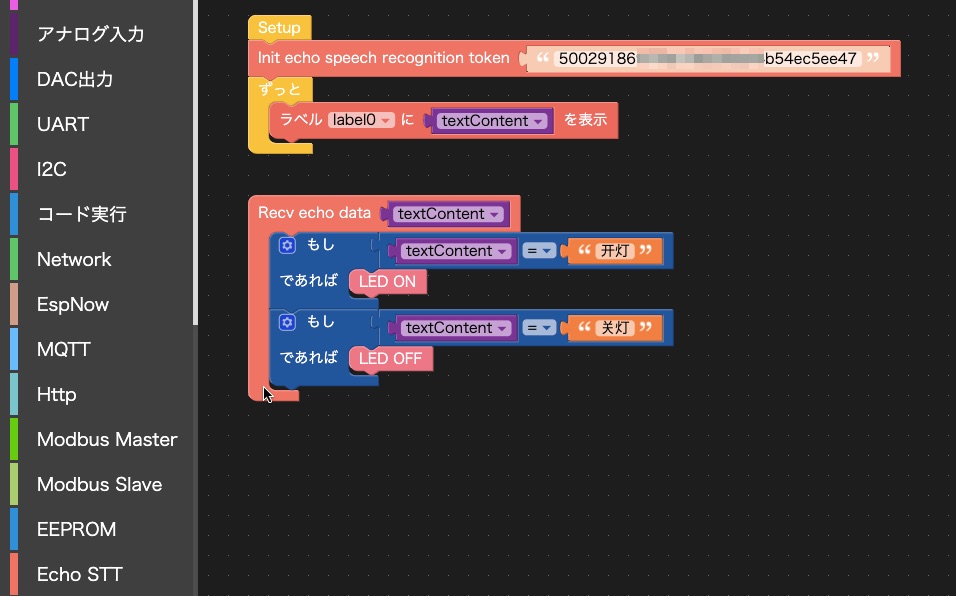 アナログ入力
DAC出力
UART
I2C
コード実行
Network
EspNow
MQTT
Http
Modbus Master
Modbus Slave
EEPROM
Echo STT
Setup
Init echo speech recognition token “ 50029186 b54ec5ee47 ”
ずっと
ラベル label0 に textContent を表示
Recv echo data textContent
もし textContent = “ 开灯 ”
であれば LED ON
もし textContent = “ 关灯 ”
であれば LED OFF